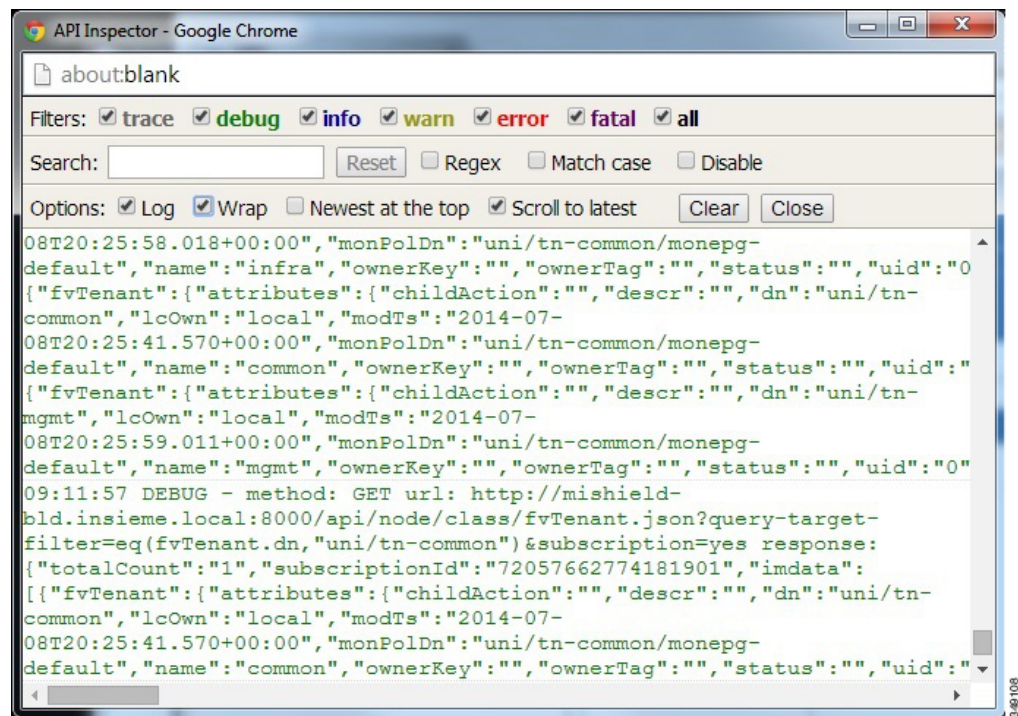 API Inspector - Google Chrome
about:blank
Filters: trace debug info warn error fatal all
Search: Reset Regex Match case Disable
Options: Log Wrap Newest at the top Scroll to latest Clear Close
08T20:25:58.018+00:00","monPolDn":"uni/tn-common/monepg-
default","name":"infra","ownerKey":"","ownerTag":"","status":"","uid":"0
{"fvTenant":{"attributes":{"childAction":"","descr":"","dn":"uni/tn-
common","lcOwn":"local","modTs":"2014-07-
08T20:25:41.570+00:00","monPolDn":"uni/tn-common/monepg-
default","name":"common","ownerKey":"","ownerTag":"","status":"","uid":"
{"fvTenant":{"attributes":{"childAction":"","descr":"","dn":"uni/tn-
mgmt","lcOwn":"local","modTs":"2014-07-
08T20:25:59.011+00:00","monPolDn":"uni/tn-common/monepg-
default","name":"mgmt","ownerKey":"","ownerTag":"","status":"","uid":"0"
09:11:57 DEBUG - method: GET url: http://mishield-
bld.insieme.local:8000/api/node/class/fvTenant.json?query-target-
filter=eq(fvTenant.dn,"uni/tn-common")&subscription=yes response:
{"totalCount":"1","subscriptionId":"72057662774181901","imdata":
[{"fvTenant":{"attributes":{"childAction":"","descr":"","dn":"uni/tn-
common","lcOwn":"local","modTs":"2014-07-
08T20:25:41.570+00:00","monPolDn":"uni/tn-common/monepg-
default","name":"common","ownerKey":"","ownerTag":"","status":"","uid":"
349108